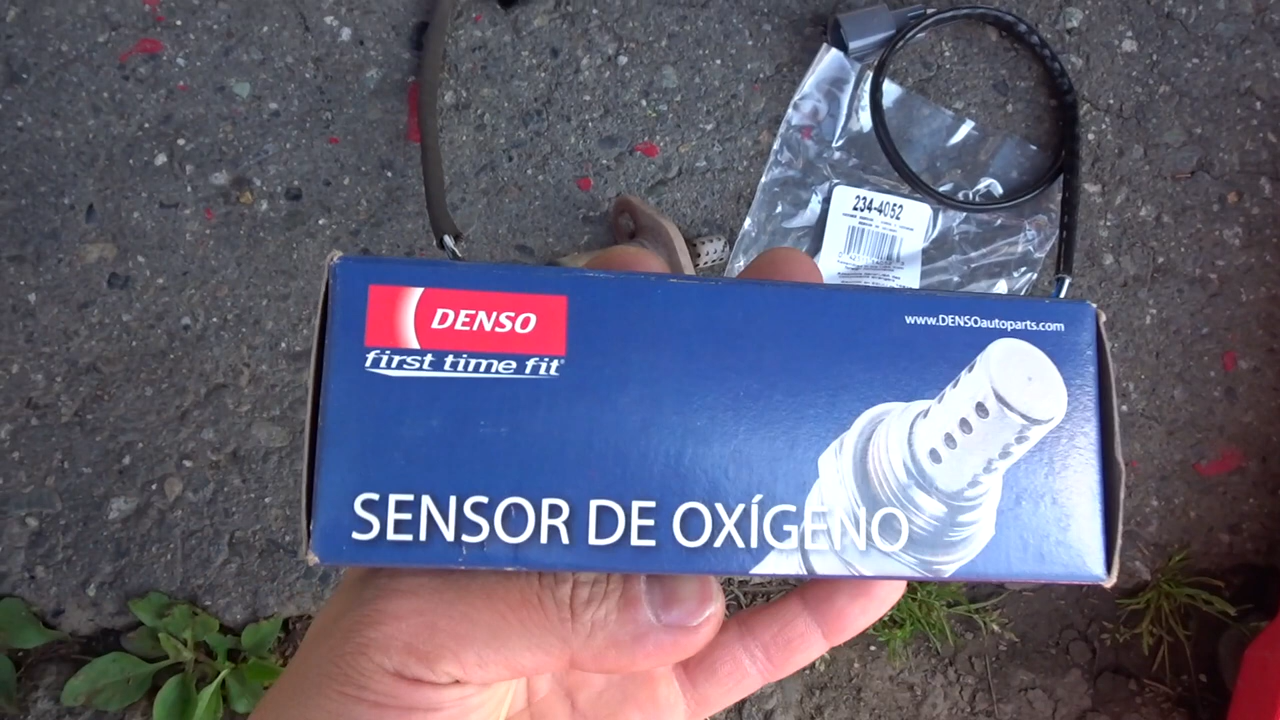 234-4052
DENSO
first time fit®
www.DENSOautoparts.com
SENSOR DE OXÍGENO